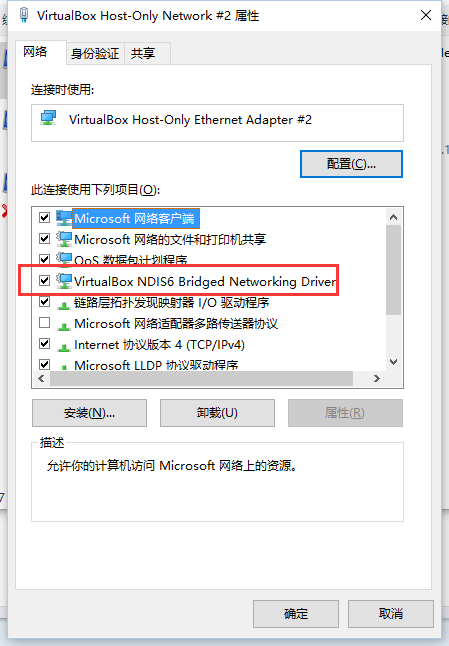 VirtualBox Host-Only Network #2 属性
网络
身份验证
共享
连接时使用:
VirtualBox Host-Only Ethernet Adapter #2
配置(C)...
此连接使用下列项目(O):
Microsoft 网络客户端
Microsoft 网络的文件和打印机共享
QoS 数据包计划程序
VirtualBox NDIS6 Bridged Networking Driver
链路层拓扑发现映射器 I/O 驱动程序
Microsoft 网络适配器多路传送器协议
Internet 协议版本 4 (TCP/IPv4)
Microsoft LLDP 协议驱动程序
安装(N)...
卸载(U)
属性(R)
描述
允许你的计算机访问 Microsoft 网络上的资源。
确定
取消